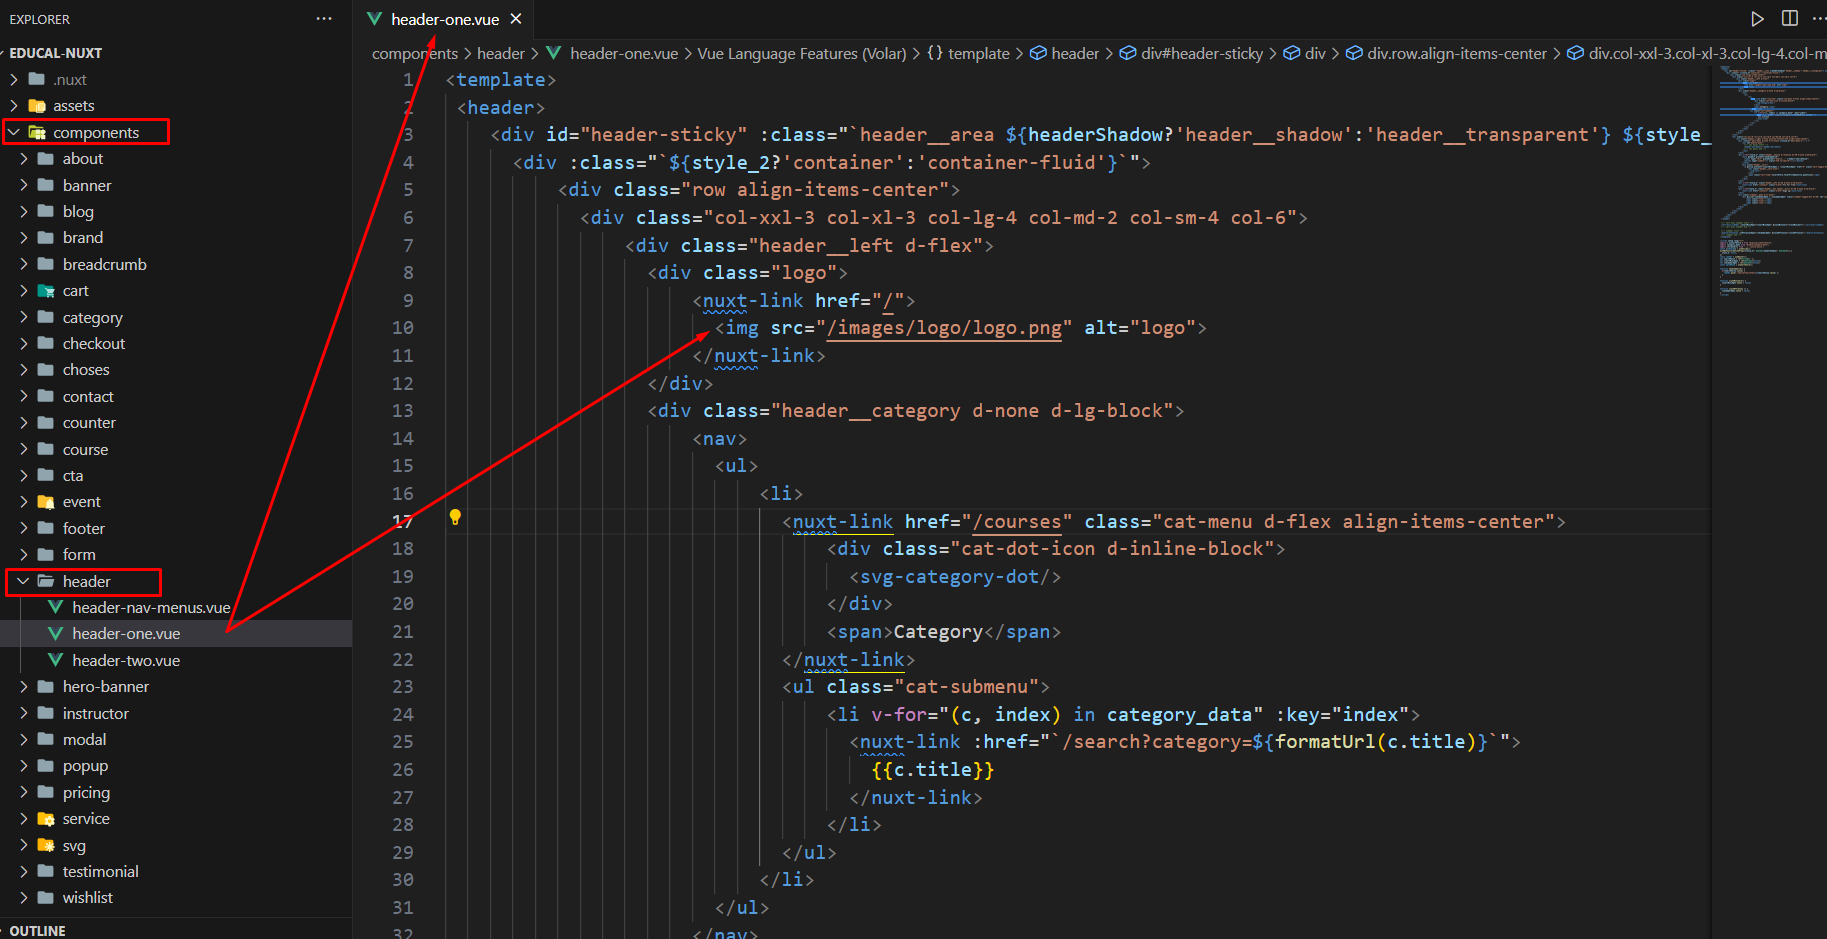 EXPLORER
EDUCAL-NUXT
.nuxt
assets
components
about
banner
blog
brand
breadcrumb
cart
category
checkout
choses
contact
counter
course
cta
event
footer
form
header
header-nav-menus.vue
header-one.vue
header-two.vue
hero-banner
instructor
modal
popup
pricing
service
svg
testimonial
wishlist
OUTLINE
header-one.vue
components > header > header-one.vue > Vue Language Features (Volar) > {} template > header > div#header-sticky > div > div.row.align-items-center > div.col-xxl-3.col-xl-3.col-lg-4.col-m
1 <template>
2 <header>
3 <div id="header-sticky" :class="`header__area ${headerShadow?'header__shadow':'header__transparent'} ${style_
4 <div :class="`${style_2?'container':'container-fluid'}`">
5 <div class="row align-items-center">
6 <div class="col-xxl-3 col-xl-3 col-lg-4 col-md-2 col-sm-4 col-6">
7 <div class="header__left d-flex">
8 <div class="logo">
9 <nuxt-link href="/">
10 <img src="/images/logo/logo.png" alt="logo">
11 </nuxt-link>
12 </div>
13 <div class="header__category d-none d-lg-block">
14 <nav>
15 <ul>
16 <li>
17 <nuxt-link href="/courses" class="cat-menu d-flex align-items-center">
18 <div class="cat-dot-icon d-inline-block">
19 <svg-category-dot/>
20 </div>
21 <span>Category</span>
22 </nuxt-link>
23 <ul class="cat-submenu">
24 <li v-for="(c, index) in category_data" :key="index">
25 <nuxt-link :href="`/search?category=${formatUrl(c.title)}`">
26 {{c.title}}
27 </nuxt-link>
28 </li>
29 </ul>
30 </li>
31 </ul>
32 </nav>